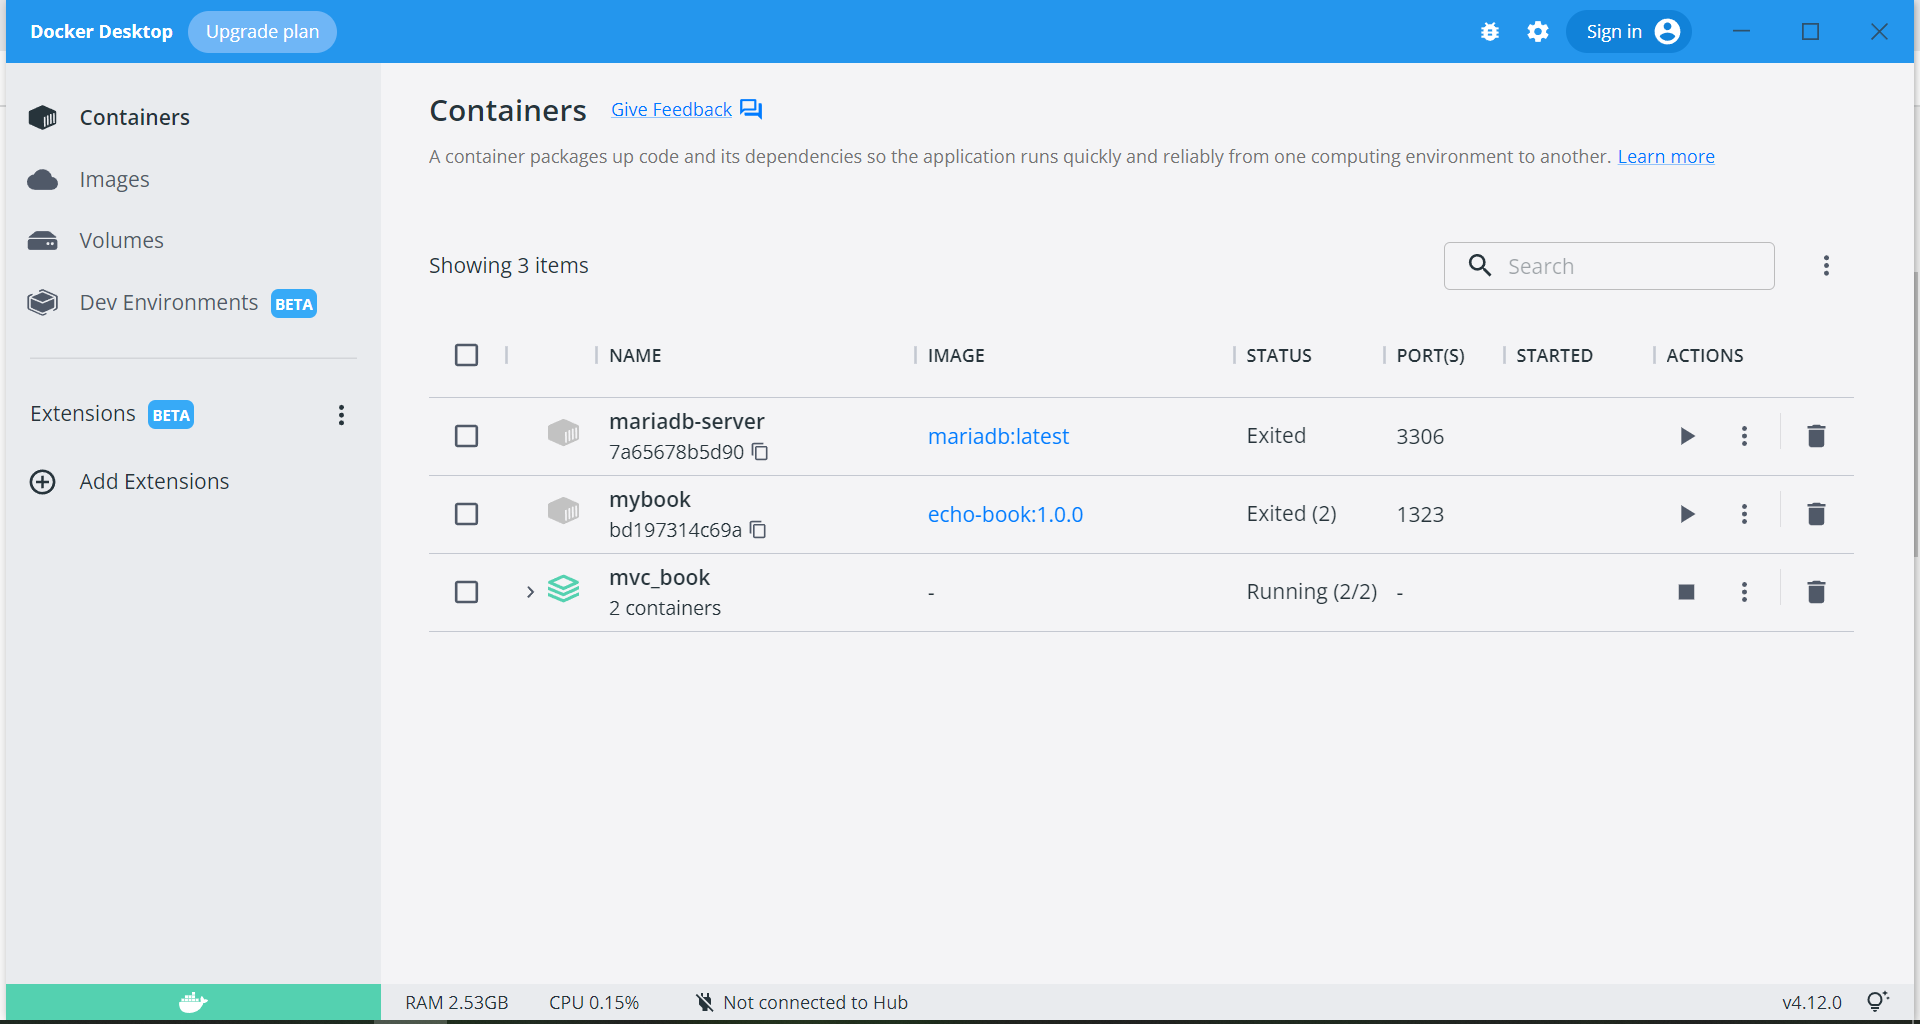 Docker Desktop Upgrade plan Sign in
Containers
Images
Volumes
Dev Environments BETA
Extensions BETA
Add Extensions
Containers Give Feedback
A container packages up code and its dependencies so the application runs quickly and reliably from one computing environment to another. Learn more
Showing 3 items Search
NAME IMAGE STATUS PORT(S) STARTED ACTIONS
mariadb-server
7a65678b5d90 mariadb:latest Exited 3306
mybook
bd197314c69a echo-book:1.0.0 Exited (2) 1323
mvc_book
2 containers - Running (2/2) -
RAM 2.53GB CPU 0.15% Not connected to Hub v4.12.0